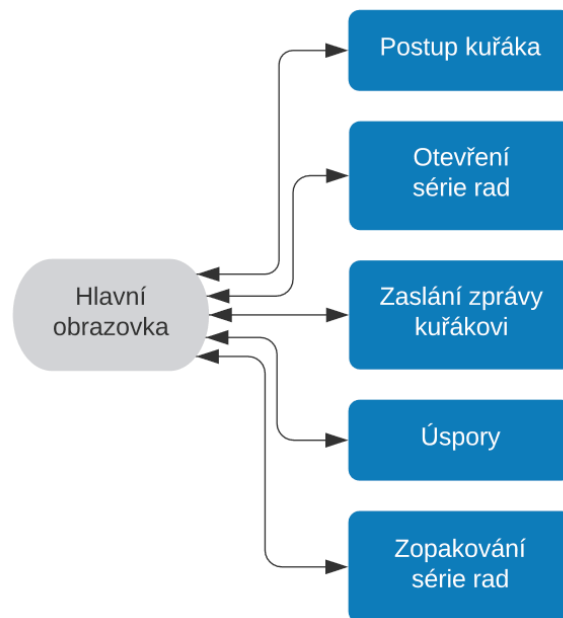 Postup kuřáka
Otevření
série rad
Hlavní
obrazovka
Zaslání zprávy
kuřákovi
Úspory
Zopakování
série rad